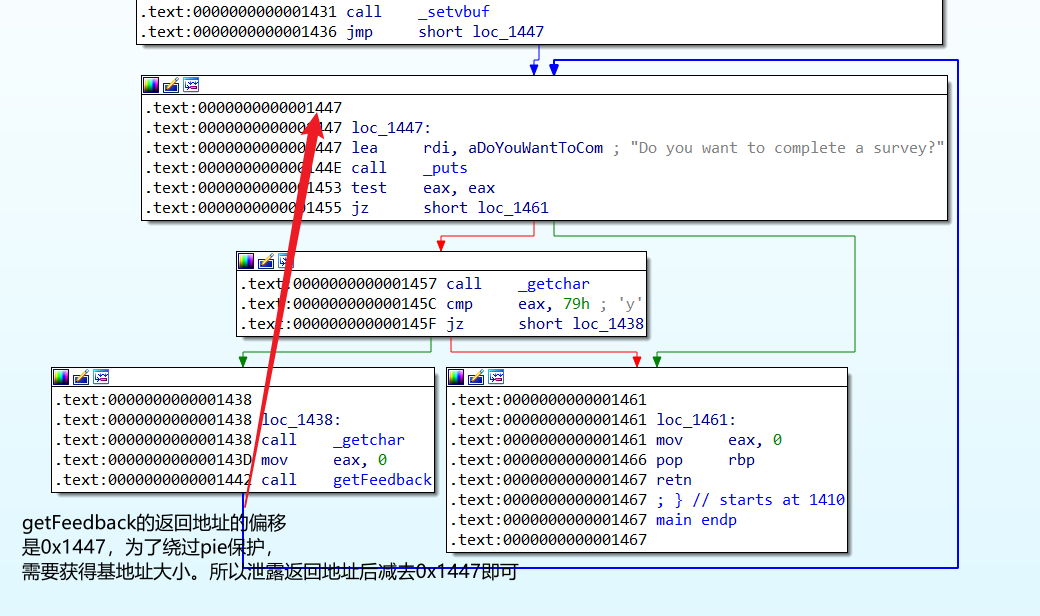 .text:0000000000001431 call    _setvbuf
.text:0000000000001436 jmp     short loc_1447
.text:0000000000001447
.text:0000000000001447 loc_1447:
.text:0000000000001447 lea     rdi, aDoYouWantToCom ; "Do you want to complete a survey?"
.text:000000000000144E call    _puts
.text:0000000000001453 test    eax, eax
.text:0000000000001455 jz      short loc_1461
.text:0000000000001457 call    _getchar
.text:000000000000145C cmp     eax, 79h ; 'y'
.text:000000000000145F jz      short loc_1438
.text:0000000000001438
.text:0000000000001438 loc_1438:
.text:0000000000001438 call    _getchar
.text:000000000000143D mov     eax, 0
.text:0000000000001442 call    getFeedback
.text:0000000000001461
.text:0000000000001461 loc_1461:
.text:0000000000001461 mov     eax, 0
.text:0000000000001466 pop     rbp
.text:0000000000001467 retn
.text:0000000000001467 ; } // starts at 1410
.text:0000000000001467 main endp
.text:0000000000001467
getFeedback的返回地址的偏移
是0x1447，为了绕过pie保护，
需要获得基地址大小。所以泄露返回地址后减去0x1447即可